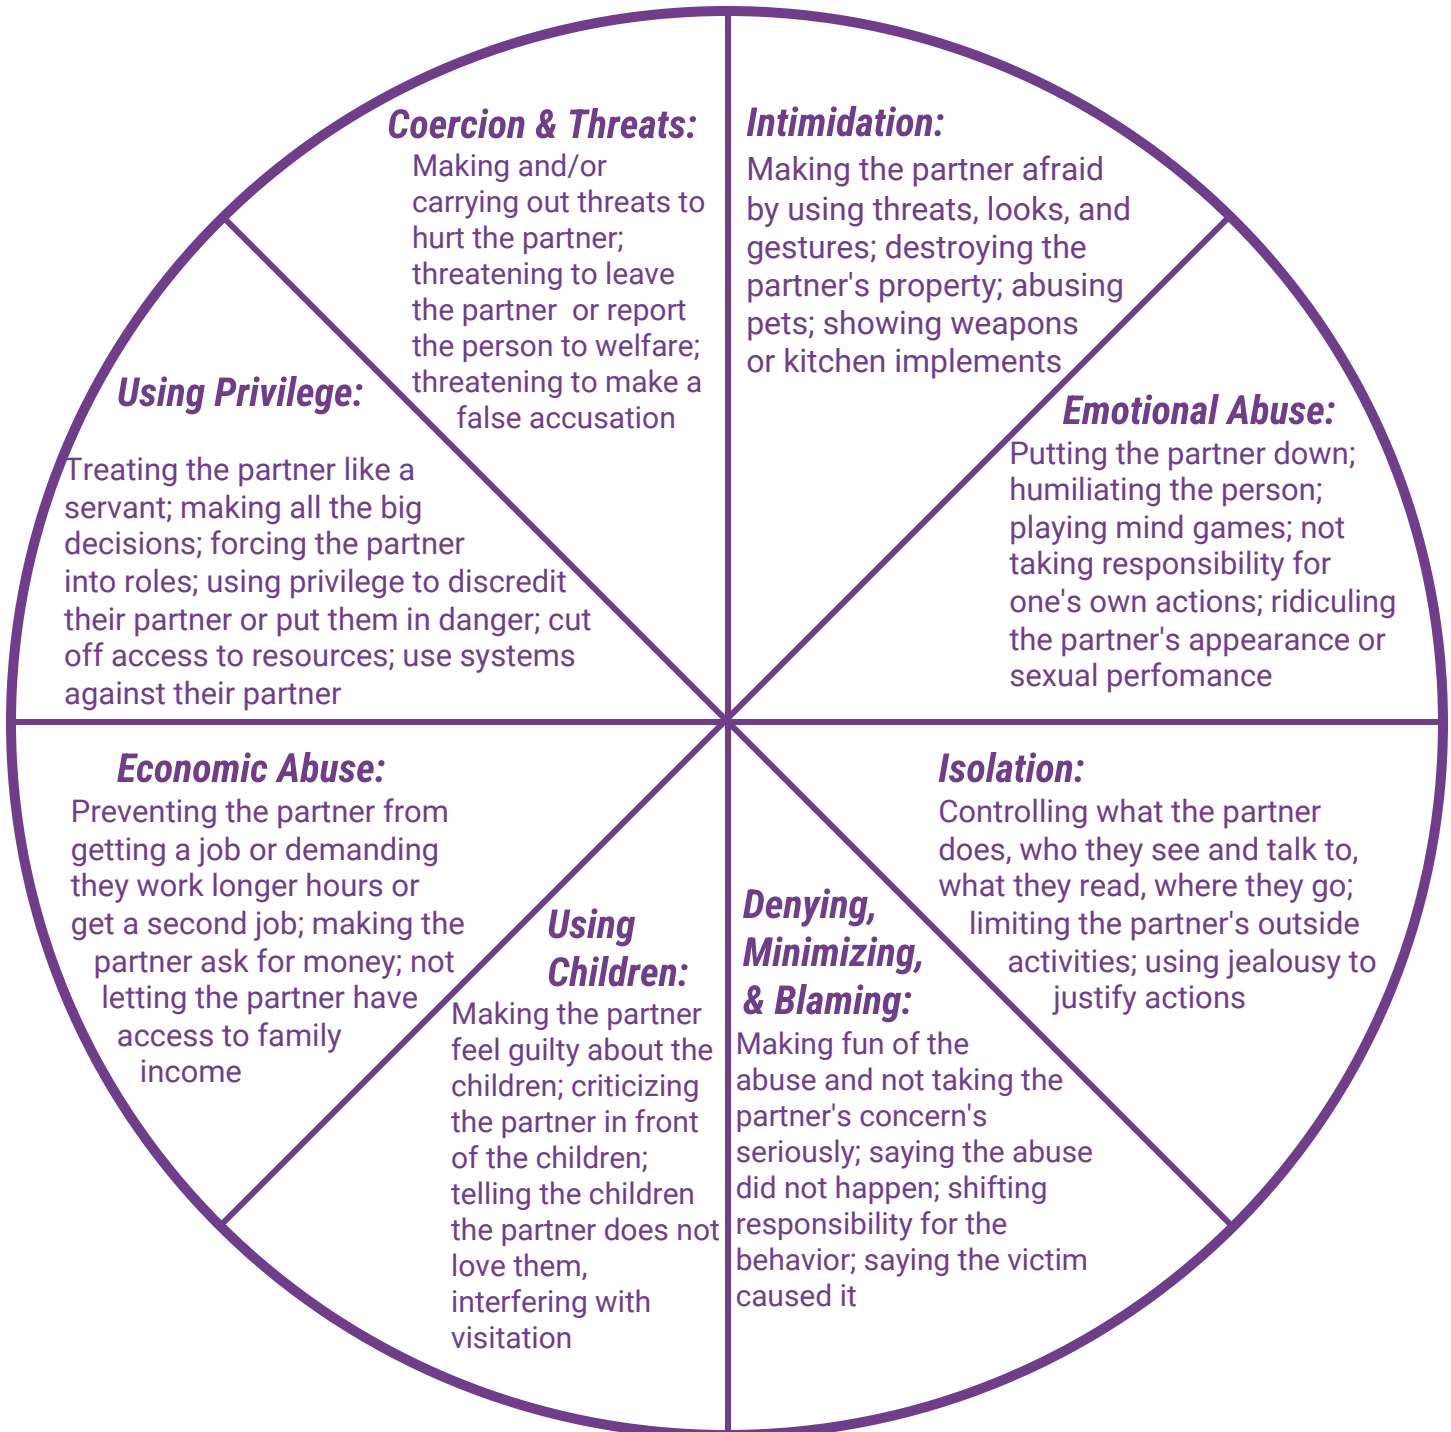 Coercion & Threats:
Making and/or
carrying out threats to
hurt the partner;
threatening to leave
the partner  or report
the person to welfare;
threatening to make a
false accusation
Intimidation:
Making the partner afraid
by using threats, looks, and
gestures; destroying the
partner's property; abusing
pets; showing weapons
or kitchen implements
Emotional Abuse:
Putting the partner down;
humiliating the person;
playing mind games; not
taking responsibility for
one's own actions; ridiculing
the partner's appearance or
sexual perfomance
Isolation:
Controlling what the partner
does, who they see and talk to,
what they read, where they go;
limiting the partner's outside
activities; using jealousy to
justify actions
Denying,
Minimizing,
& Blaming:
Making fun of the
abuse and not taking the
partner's concern's
seriously; saying the abuse
did not happen; shifting
responsibility for the
behavior; saying the victim
caused it
Using
Children:
Making the partner
feel guilty about the
children; criticizing
the partner in front
of the children;
telling the children
the partner does not
love them,
interfering with
visitation
Economic Abuse:
Preventing the partner from
getting a job or demanding
they work longer hours or
get a second job; making the
partner ask for money; not
letting the partner have
access to family
income
Using Privilege:
Treating the partner like a
servant; making all the big
decisions; forcing the partner
into roles; using privilege to discredit
their partner or put them in danger; cut
off access to resources; use systems
against their partner